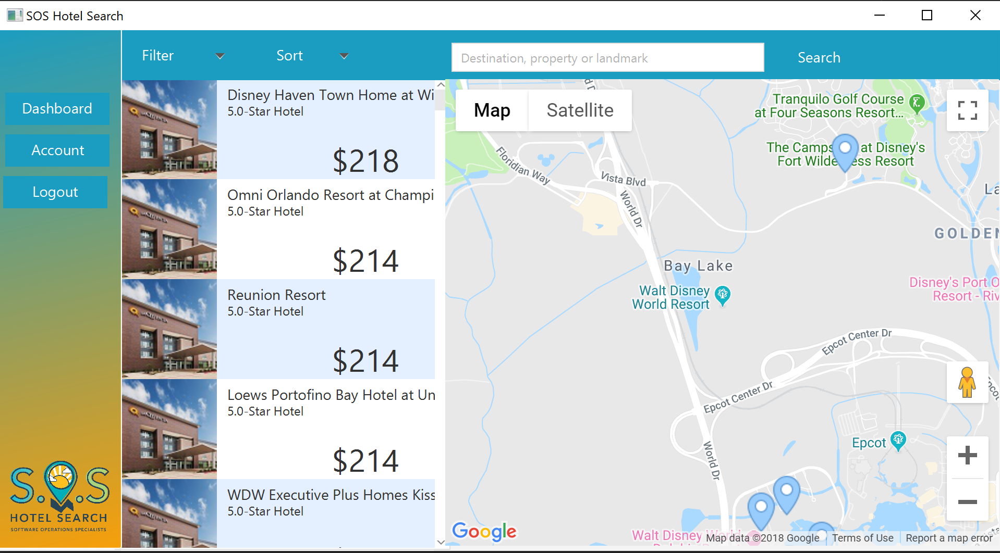 SOS Hotel Search
Filter
Sort
Destination, property or landmark
Search
Dashboard
Account
Logout
S.O.S
HOTEL SEARCH
SOFTWARE OPERATIONS SPECIALISTS
Disney Haven Town Home at Wi
5.0-Star Hotel
$218
Omni Orlando Resort at Champi
5.0-Star Hotel
$214
Reunion Resort
5.0-Star Hotel
$214
Loews Portofino Bay Hotel at Un
5.0-Star Hotel
$214
WDW Executive Plus Homes Kiss
5.0-Star Hotel
Map
Satellite
Tranquilo Golf Course
at Four Seasons Resort...
The Camps at Disney's
Fort Wilde ess Resort
Floridian Way
Vista Blvd
World Dr
La
GOLDEN
Bay Lake
Walt Disney
World Resort
Disney's Port O
Resort - Riv
Epcot Center Dr
Epcot Center Dr
Epcot
World Dr
Walt Disney World
Google
Map data ©2018 Google
Terms of Use
Report a map error